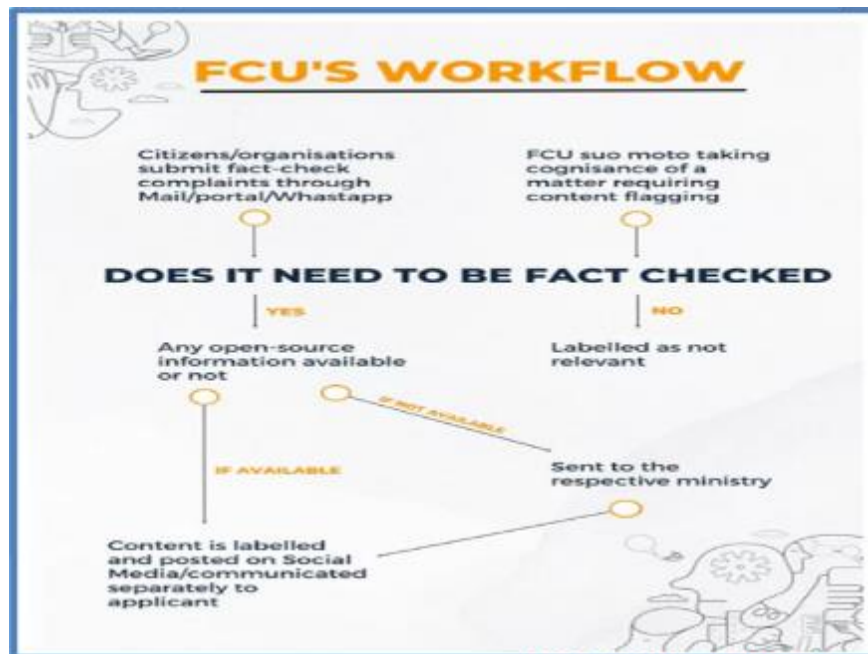 FCU'S WORKFLOW
Citizens/organisations
submit fact-check
complaints through
Mail/portal/Whastapp
FCU suo moto taking
cognisance of a
matter requiring
content flagging
DOES IT NEED TO BE FACT CHECKED
YES
NO
Any open-source
information available
or not
Labelled as not
relevant
IF NOT AVAILABLE
IF AVAILABLE
Sent to the
respective ministry
Content is labelled
and posted on Social
Media/communicated
separately to
applicant